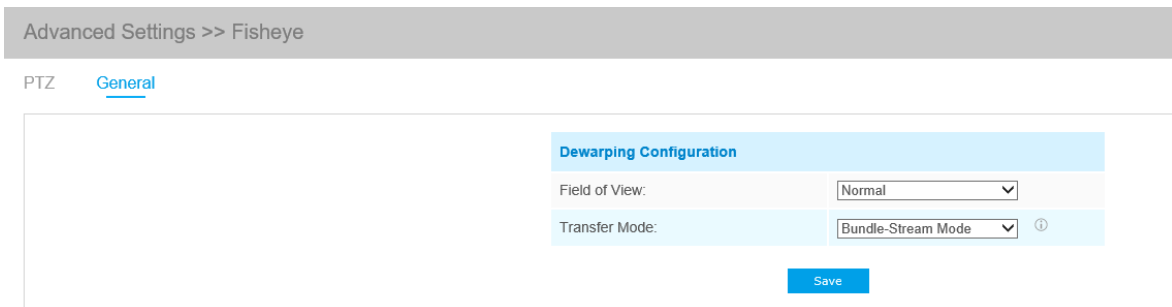 Advanced Settings >> Fisheye
PTZ General
Dewarping Configuration
Field of View: Normal
Transfer Mode: Bundle-Stream Mode
Save